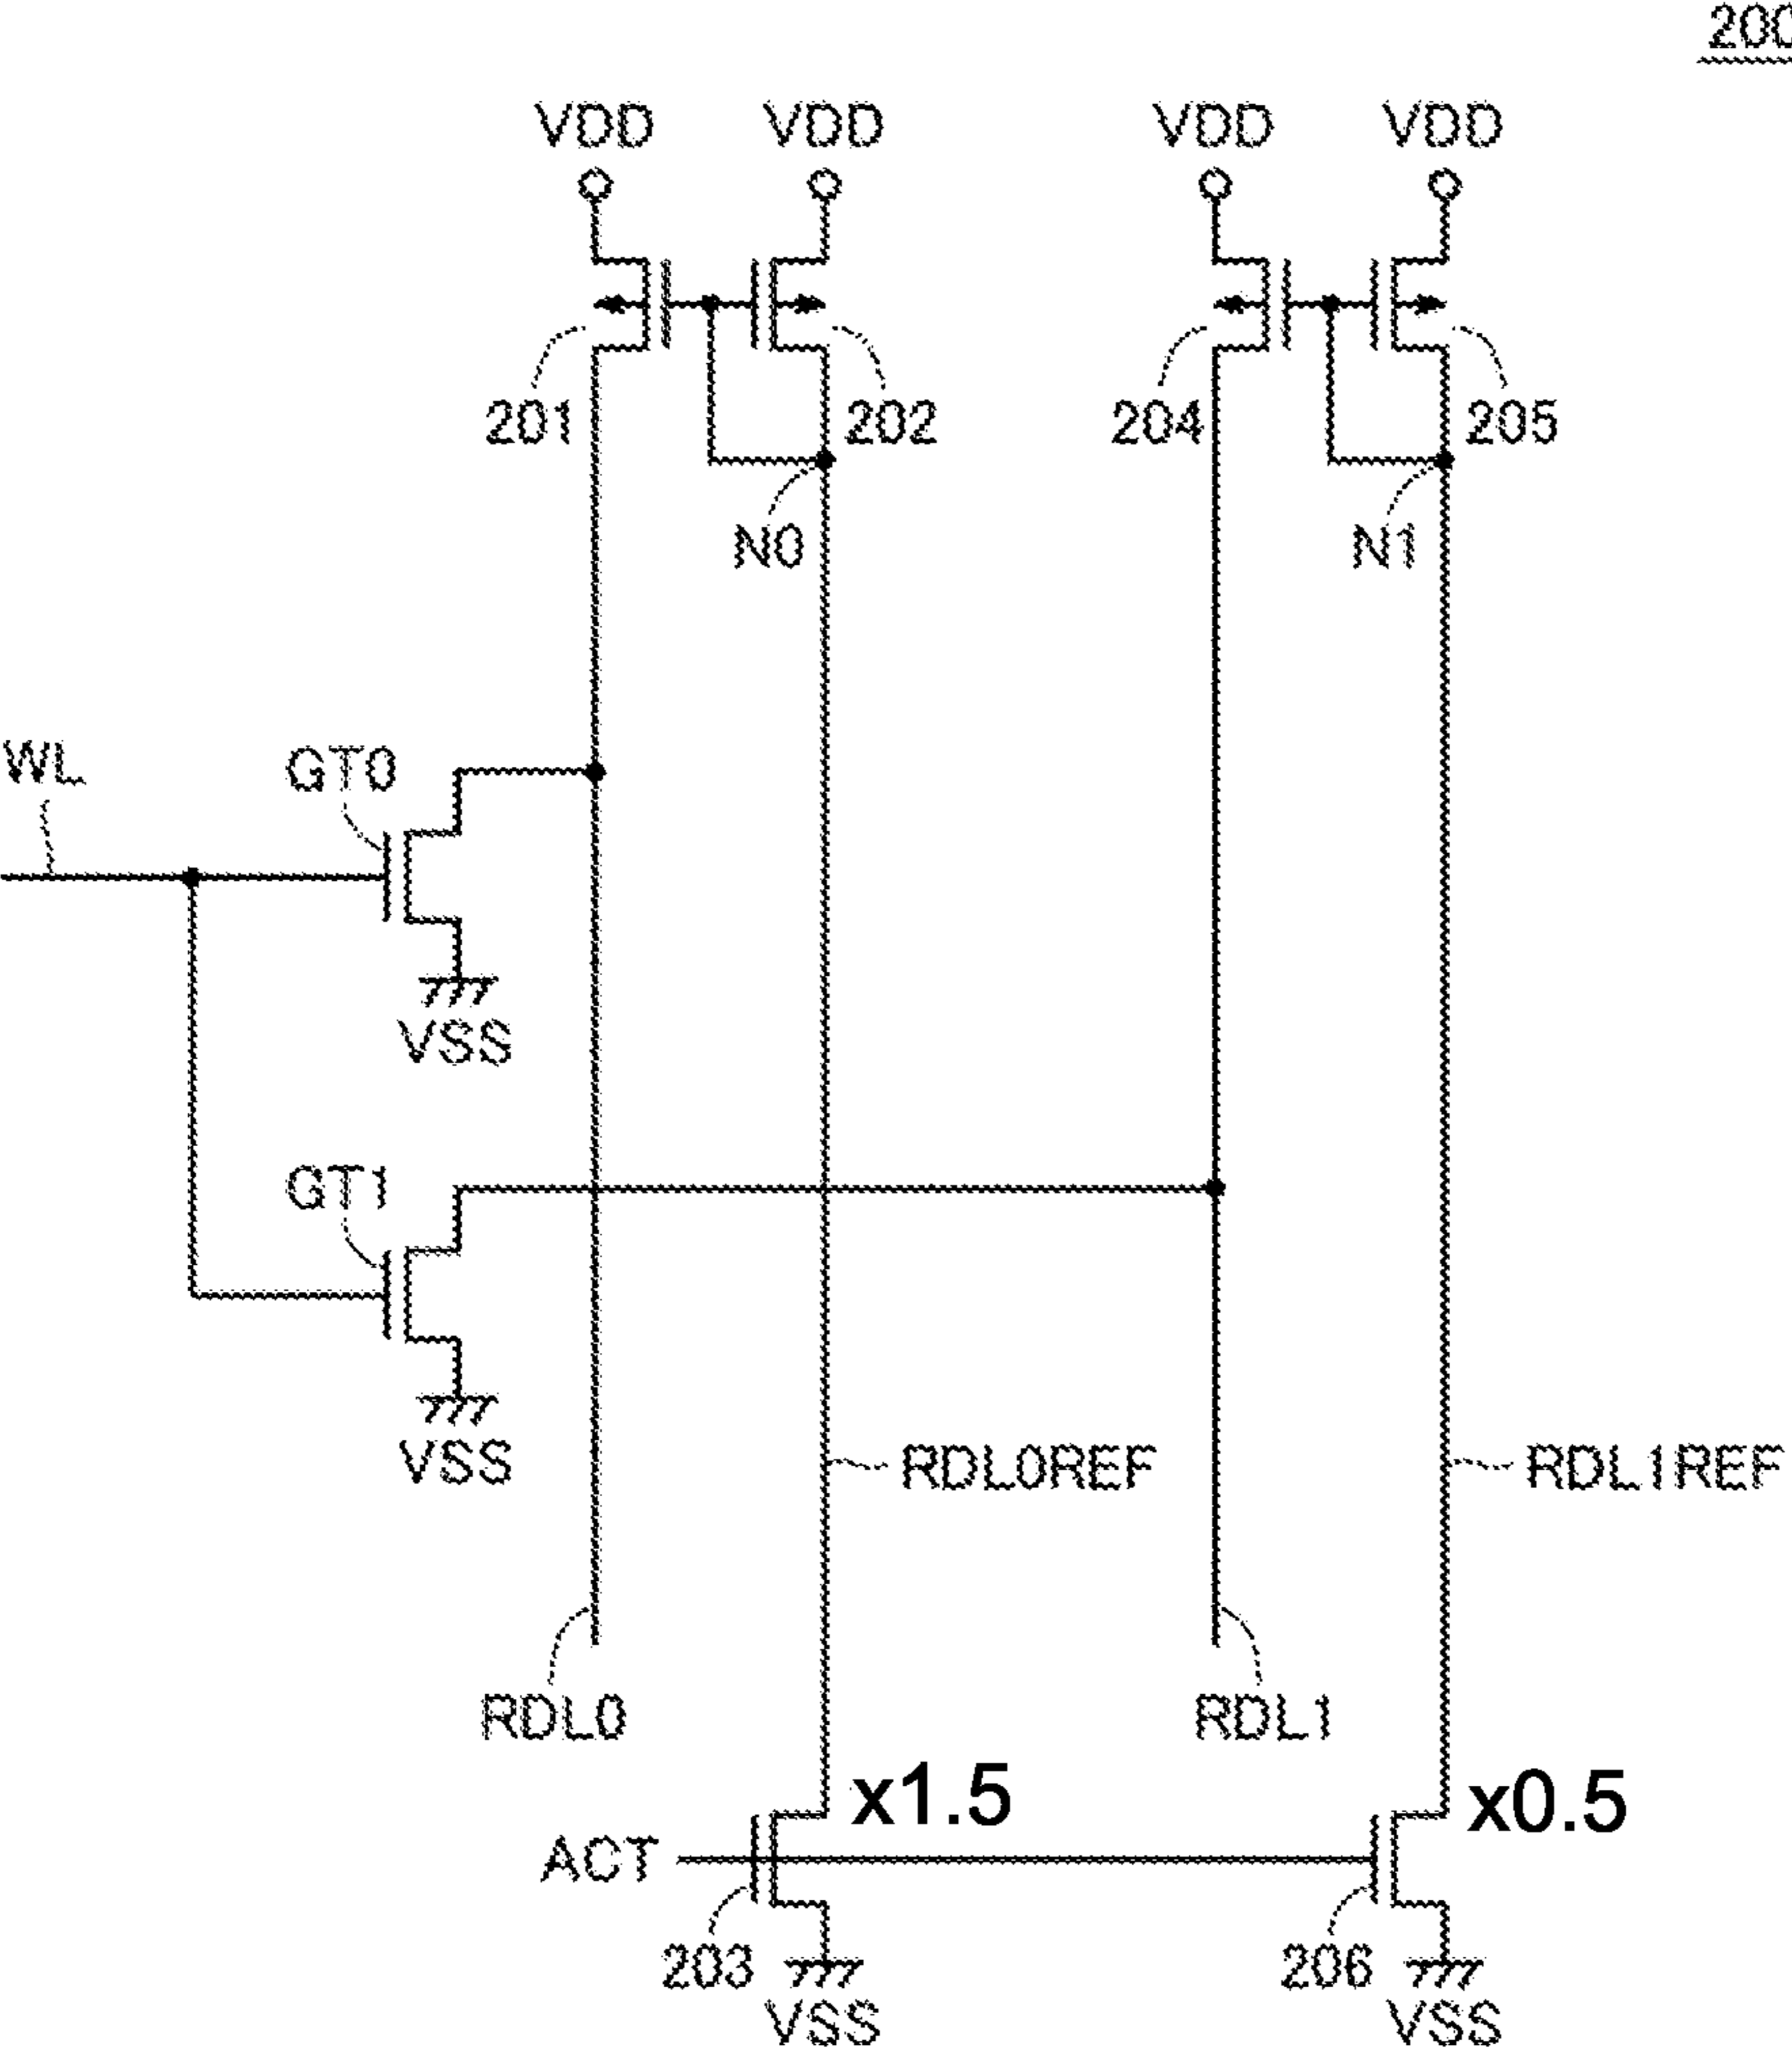 200
VDD VDD VDD VDD
201 202 204 205
N0 N1
WL GT0
VSS
GT1
VSS
RDL0REF RDL1REF
RDL0 RDL1
x1.5 x0.5
ACT
203 206
VSS VSS